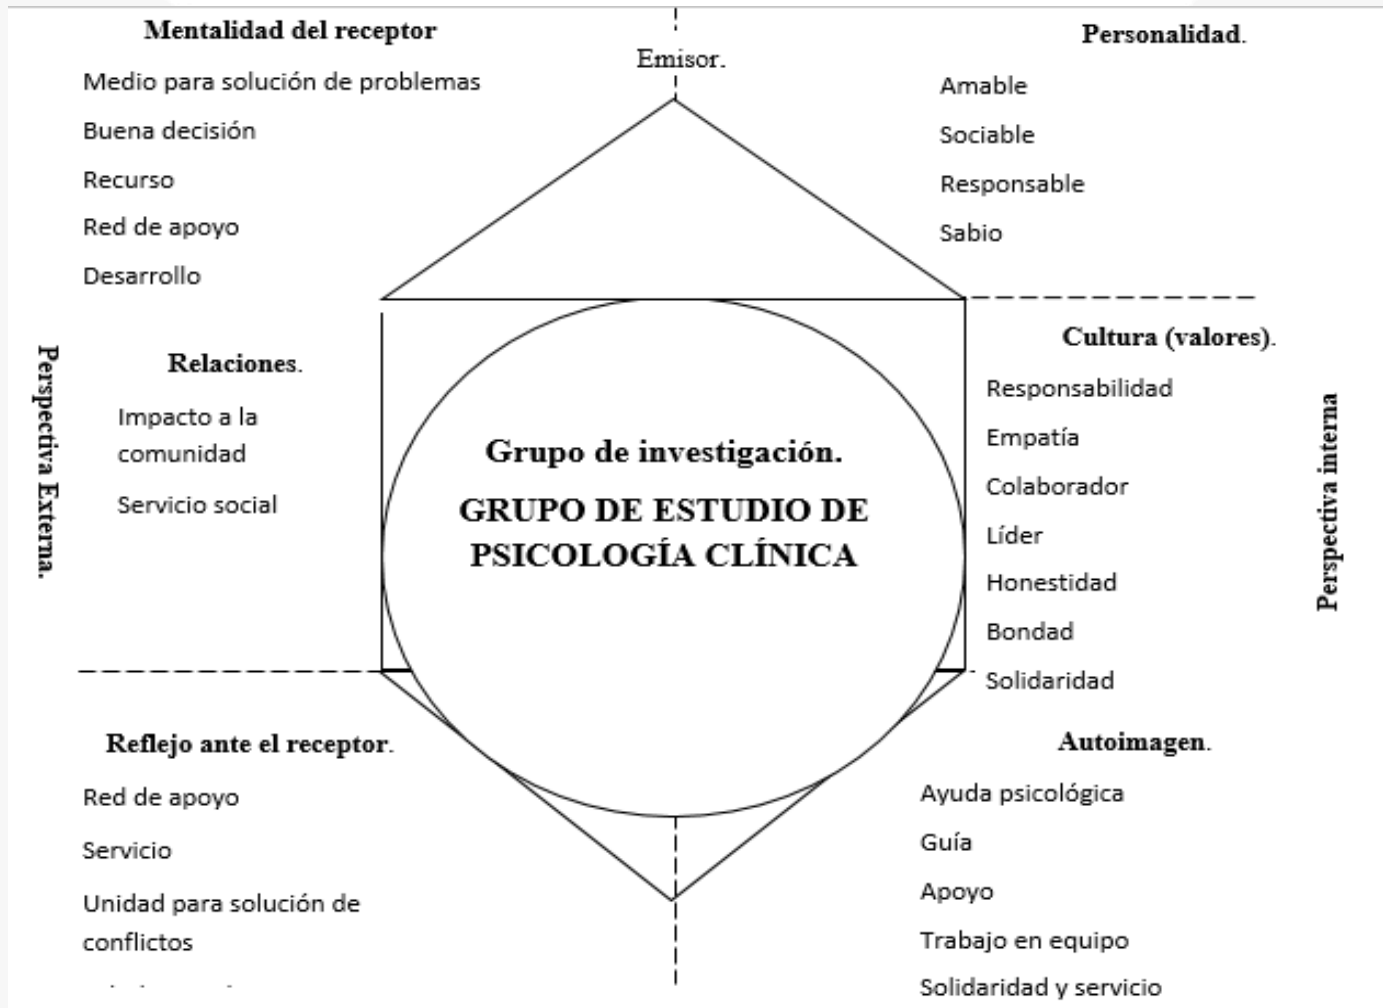 Mentalidad del receptor
Medio para solución de problemas
Buena decisión
Recurso
Red de apoyo
Desarrollo
Emisor.
Personalidad.
Amable
Sociable
Responsable
Sabio
Perspectiva Externa.
Relaciones.
Impacto a la
comunidad
Servicio social
Grupo de investigación.
GRUPO DE ESTUDIO DE
PSICOLOGÍA CLÍNICA
Cultura (valores).
Responsabilidad
Empatía
Colaborador
Líder
Honestidad
Bondad
Solidaridad
Perspectiva interna
Reflejo ante el receptor.
Red de apoyo
Servicio
Unidad para solución de
conflictos
Autoimagen.
Ayuda psicológica
Guía
Apoyo
Trabajo en equipo
Solidaridad y servicio